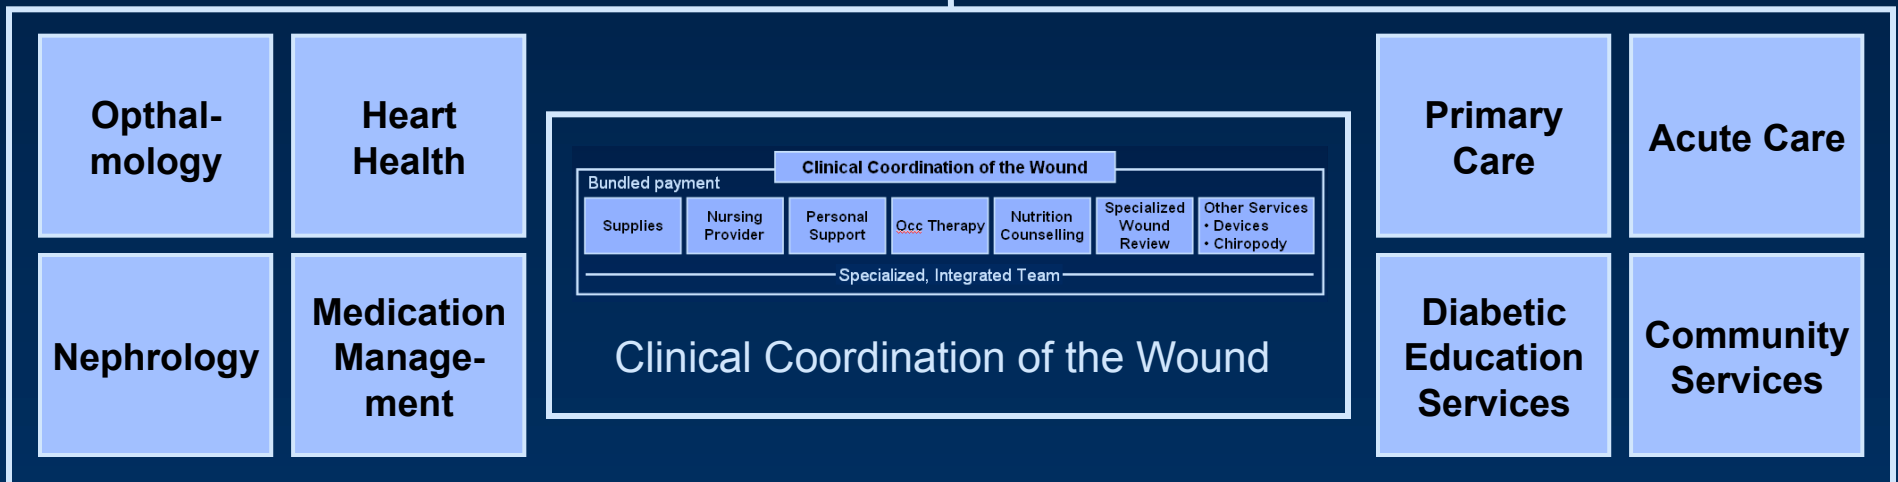 Opthal-
mology
Heart
Health
Nephrology
Medication
Manage-
ment
Clinical Coordination of the Wound
Bundled payment
Supplies
Nursing
Provider
Personal
Support
Occ Therapy
Nutrition
Counselling
Specialized
Wound
Review
Other Services
• Devices
• Chiropody
Specialized, Integrated Team
Clinical Coordination of the Wound
Primary
Care
Acute Care
Diabetic
Education
Services
Community
Services